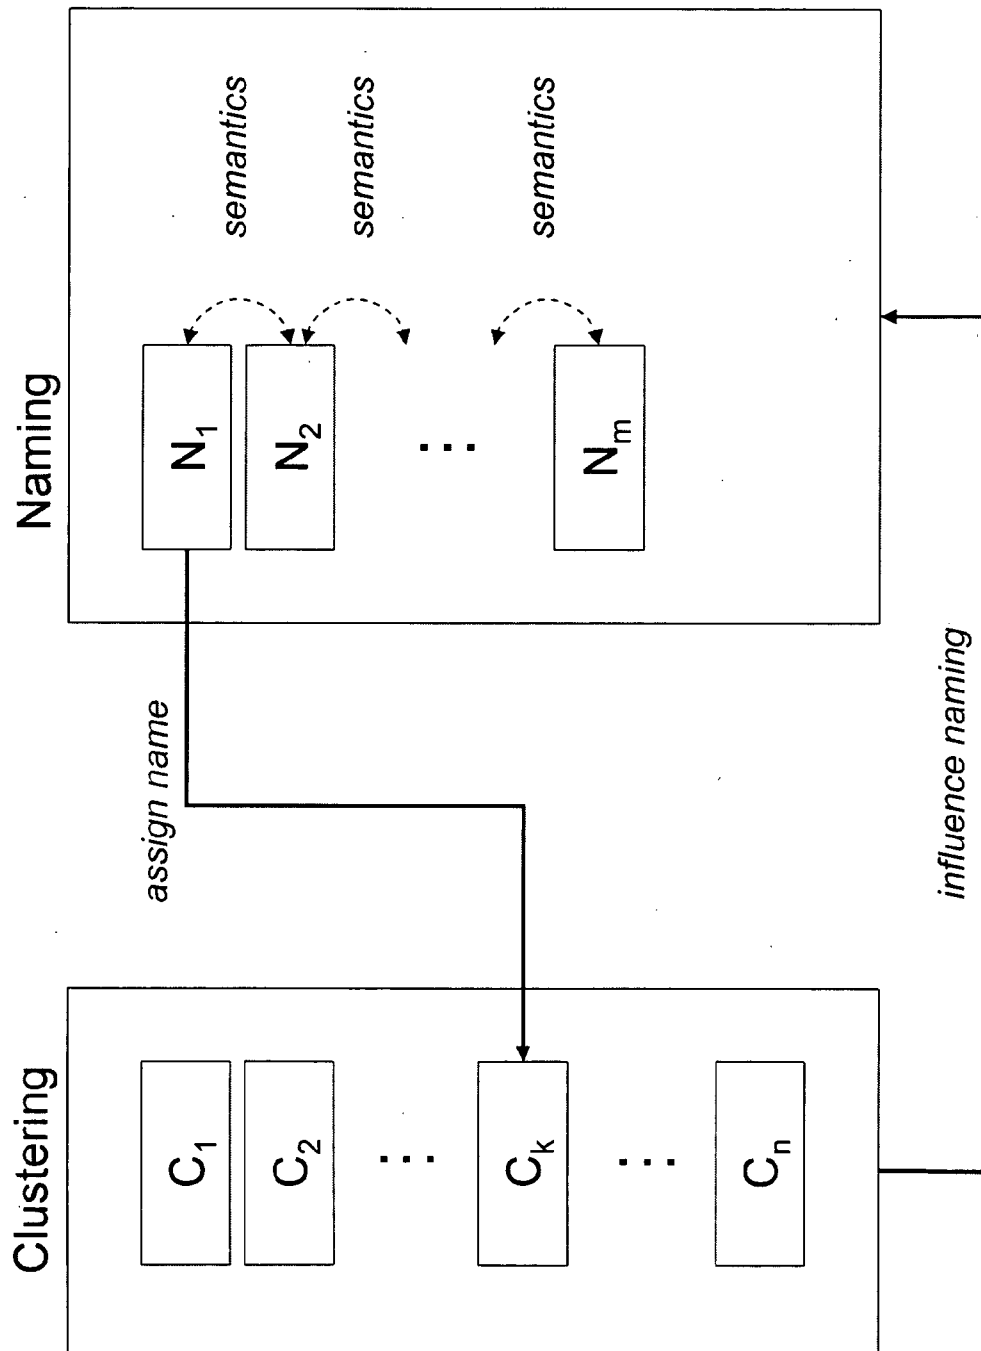 Clustering
Naming
C1
C2
...
Ck
...
Cn
assign name
N1
N2
...
Nm
semantics
semantics
semantics
influence naming